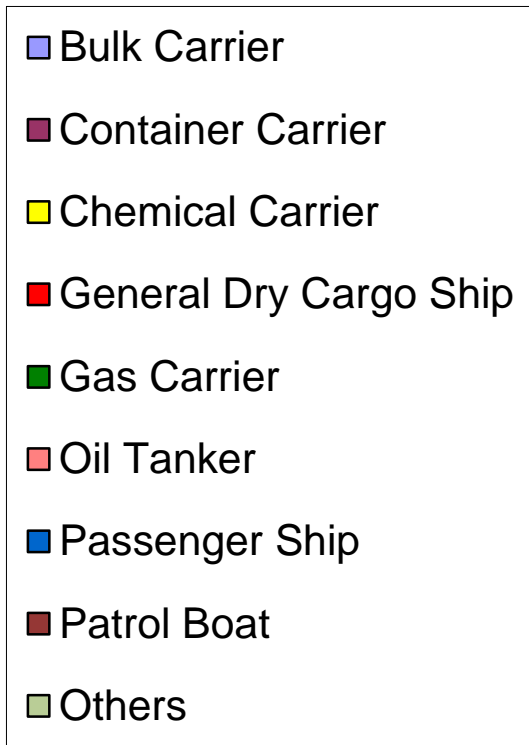 Bulk Carrier
Container Carrier
Chemical Carrier
General Dry Cargo Ship
Gas Carrier
Oil Tanker
Passenger Ship
Patrol Boat
Others